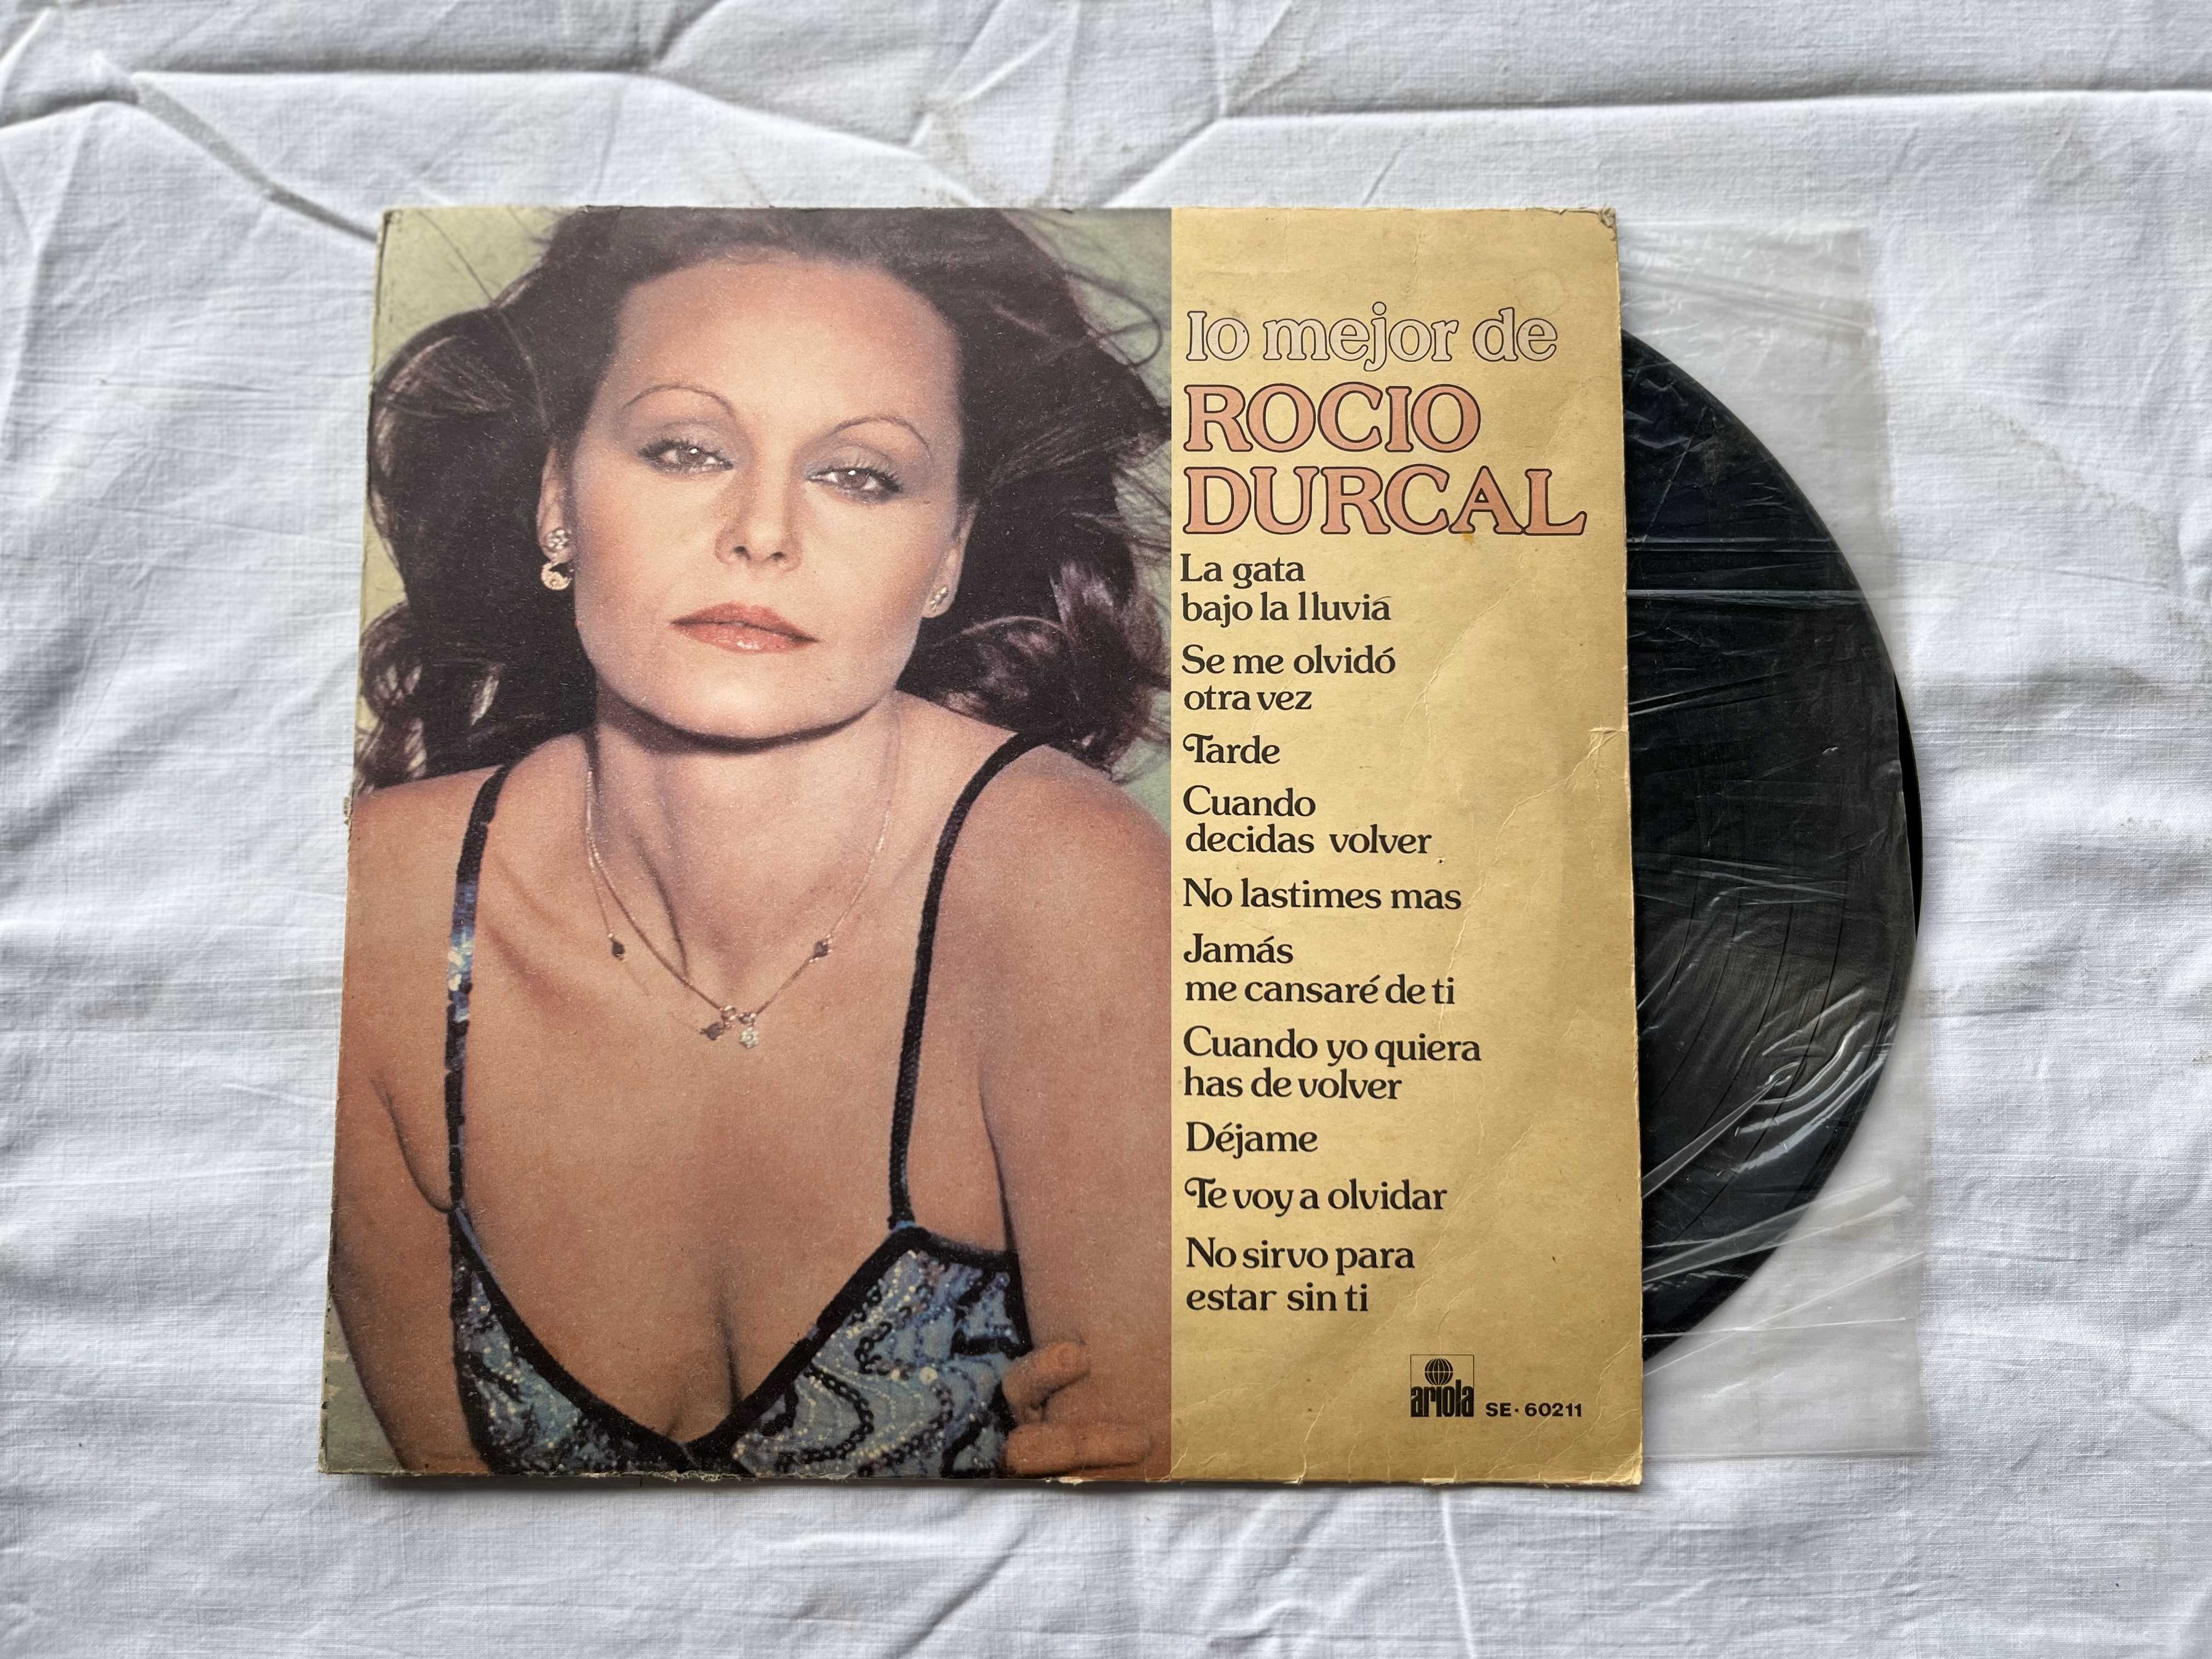 lo mejor de
ROCIO
DURCAL
La gata
bajo la lluvia
Se me olvidó
otra vez
Tarde
Cuando
decidas volver
No lastimes mas
Jamás
me cansaré de ti
Cuando yo quiera
has de volver
Déjame
Te voy a olvidar
No sirvo para
estar sin ti
ariola SE-60211